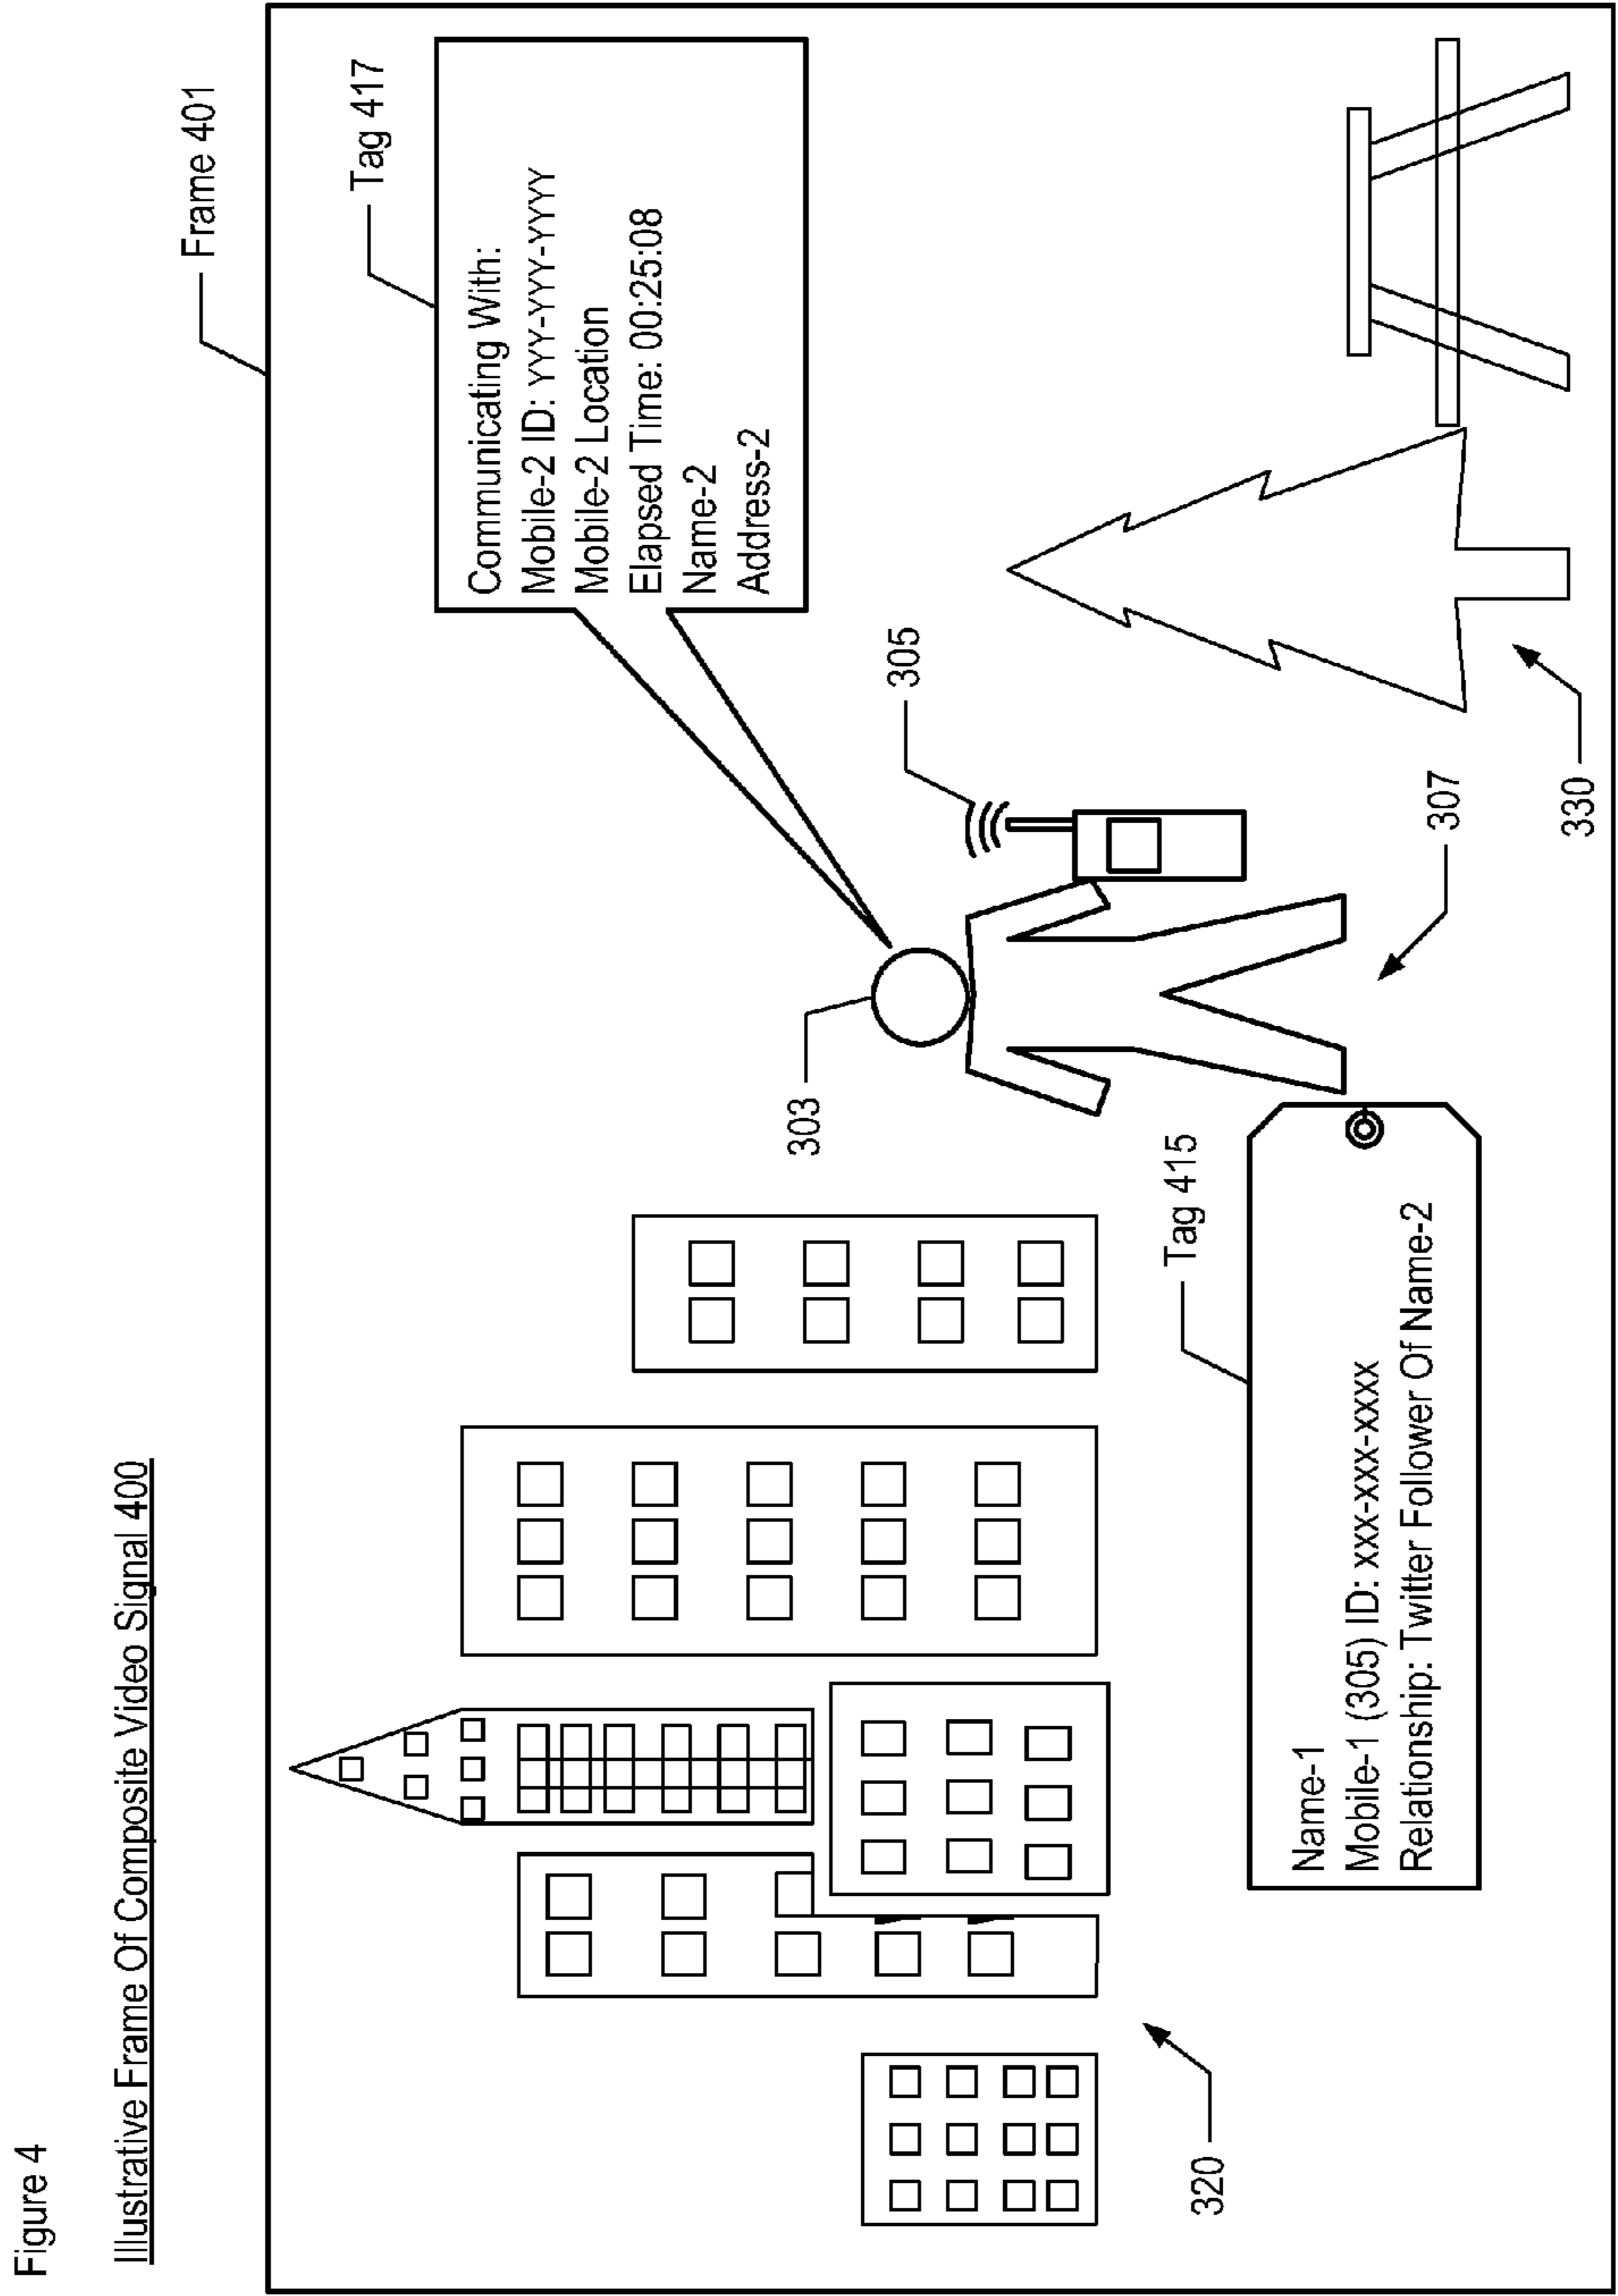 Figure 4
Illustrative Frame Of Composite Video Signal 400
Frame 401
Tag 417
Communicating With:
Mobile-2 ID: YYY-YYY-YYYY
Mobile-2 Location
Elapsed Time: 00:25:08
Name-2
Address-2
303
305
Tag 415
Name-1
Mobile-1 (305) ID: xxx-xxx-xxxx
Relationship: Twitter Follower Of Name-2
307
320
330